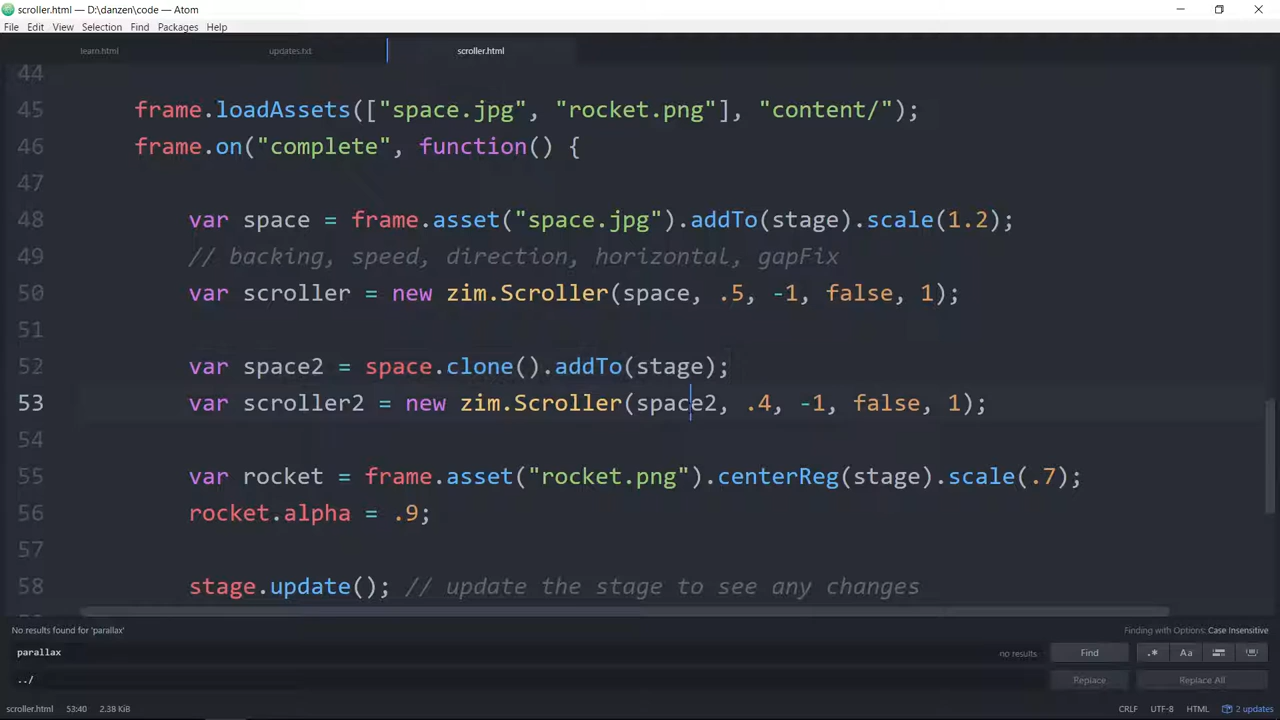 scroller.html — D:\danzen\code — Atom
File Edit View Selection Find Packages Help
learn.html updates.txt scroller.html
44
45 frame.loadAssets(["space.jpg", "rocket.png"], "content/");
46 frame.on("complete", function() {
47
48 var space = frame.asset("space.jpg").addTo(stage).scale(1.2);
49 // backing, speed, direction, horizontal, gapFix
50 var scroller = new zim.Scroller(space, .5, -1, false, 1);
51
52 var space2 = space.clone().addTo(stage);
53 var scroller2 = new zim.Scroller(space2, .4, -1, false, 1);
54
55 var rocket = frame.asset("rocket.png").centerReg(stage).scale(.7);
56 rocket.alpha = .9;
57
58 stage.update(); // update the stage to see any changes
No results found for 'parallax' Finding with Options: Case Insensitive
parallax no results Find .* Aa
../ Replace Replace All
scroller.html 53:40 2.38 KiB CRLF UTF-8 HTML 2 updates